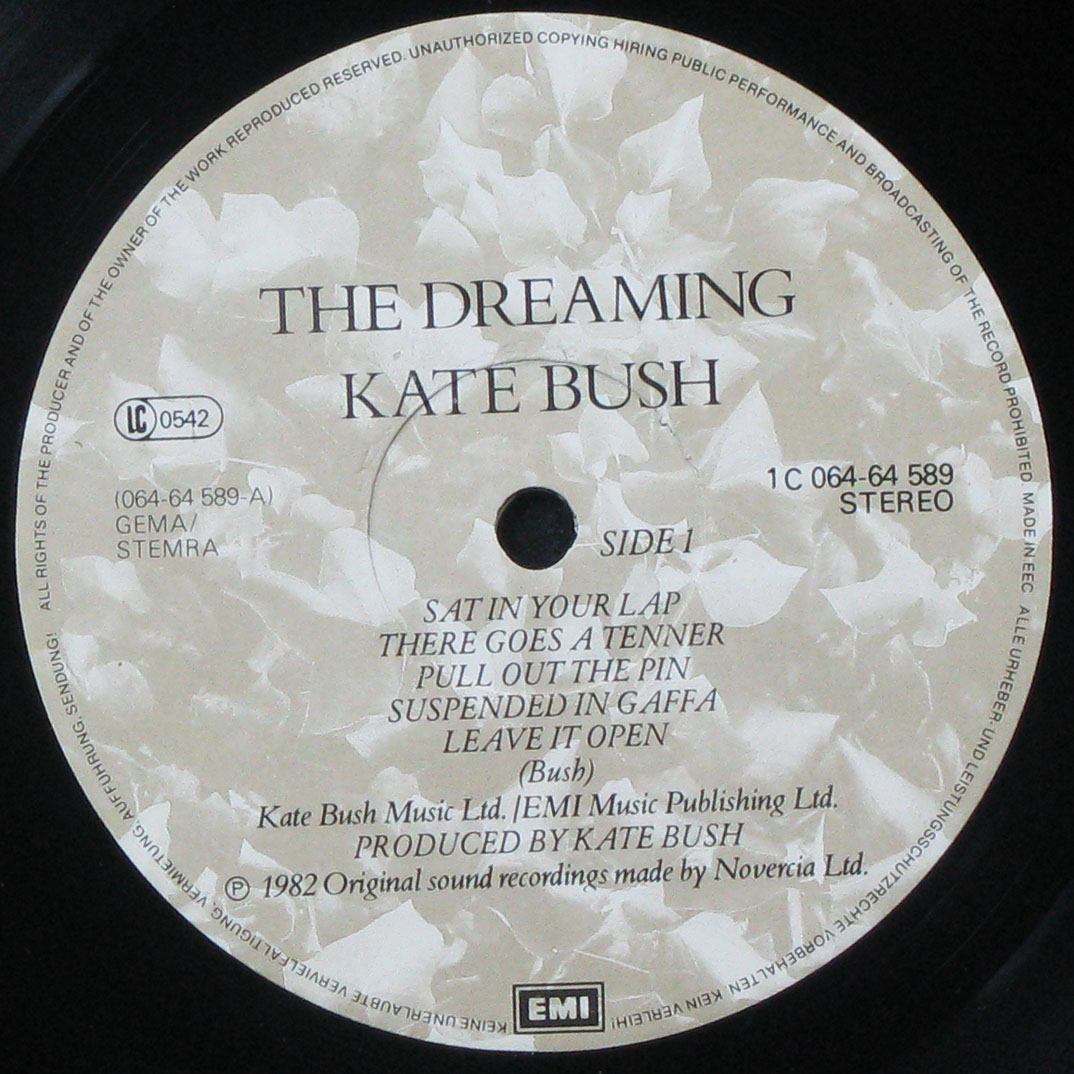 ALL RIGHTS OF THE PRODUCER AND OF THE OWNER OF THE WORK REPRODUCED RESERVED. UNAUTHORIZED COPYING HIRING PUBLIC PERFORMANCE AND BROADCASTING OF THE RECORD PROHIBITED MADE IN EEC
THE DREAMING
KATE BUSH
LC 0542
(064-64 589-A)
GEMA/
STEMRA
1C 064-64 589
STEREO
SIDE 1
SAT IN YOUR LAP
THERE GOES A TENNER
PULL OUT THE PIN
SUSPENDED IN GAFFA
LEAVE IT OPEN
(Bush)
Kate Bush Music Ltd. /EMI Music Publishing Ltd.
PRODUCED BY KATE BUSH
℗ 1982 Original sound recordings made by Novercia Ltd.
EMI
ALLE URHEBER- UND LEISTUNGSSCHUTZRECHTE VORBEHALTEN. KEIN VERLEIH! KEINE UNERLAUBTE VERVIELFALTIGUNG, VERMIETUNG, AUFFUHRUNG, SENDUNG!